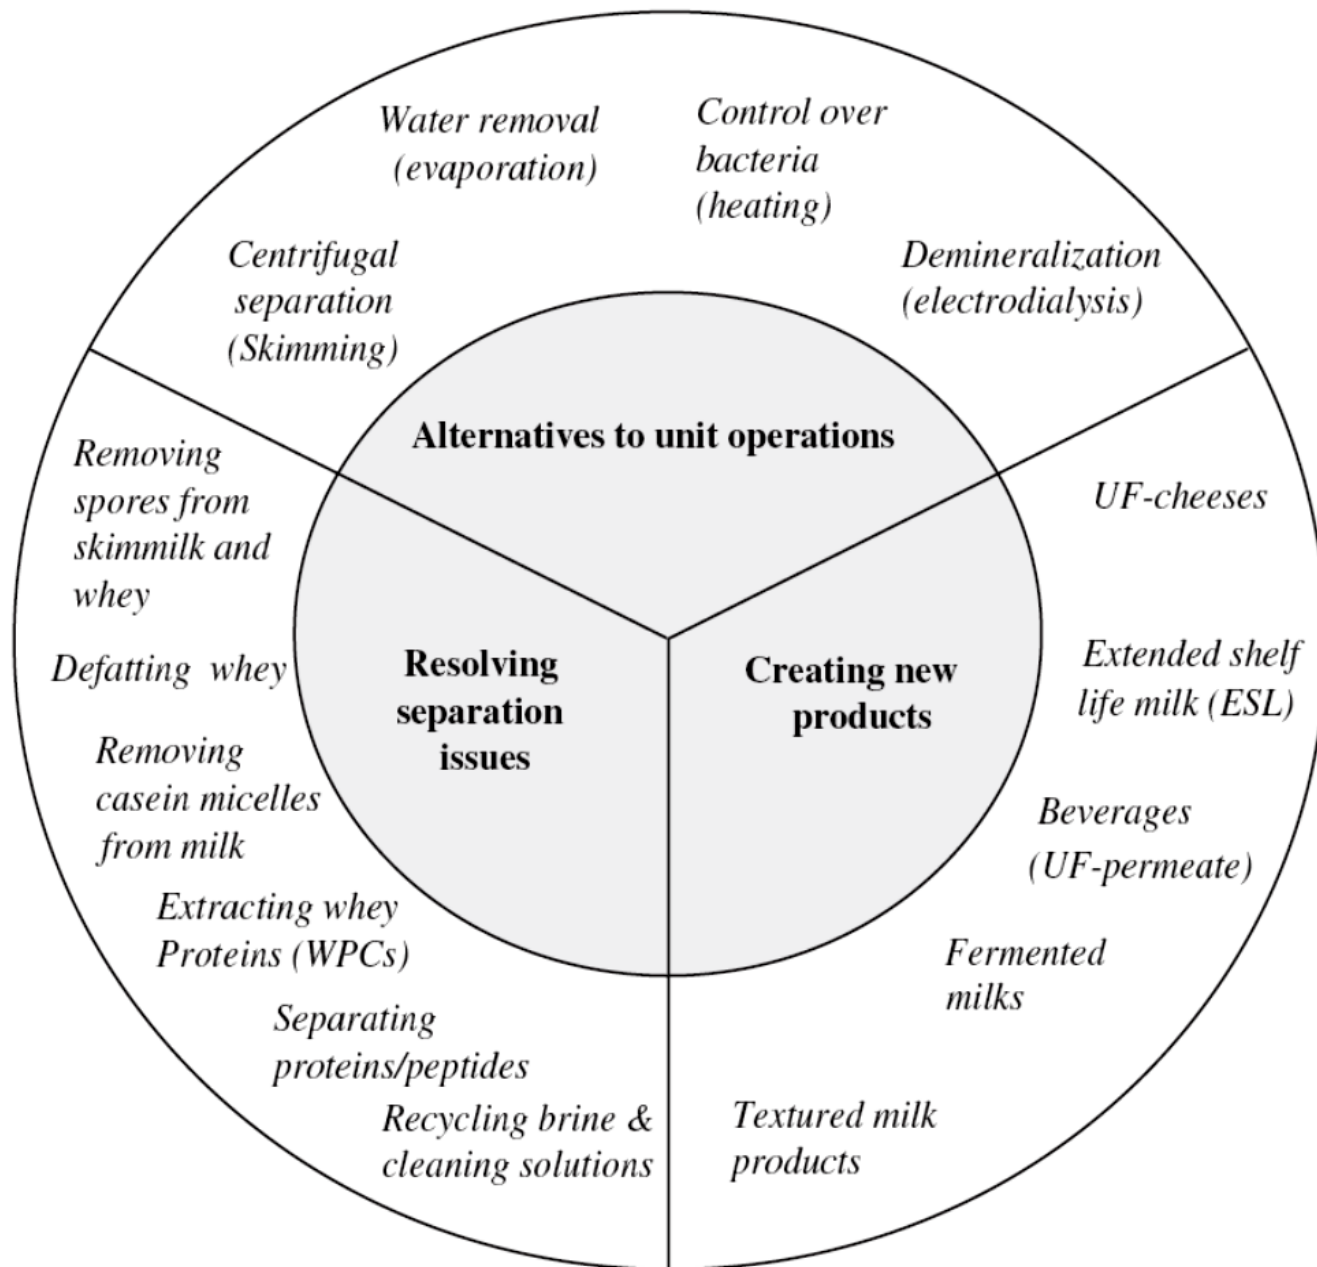 Water removal
(evaporation)
Control over
bacteria
(heating)
Centrifugal
separation
(Skimming)
Demineralization
(electrodialysis)
Alternatives to unit operations
Removing
spores from
skimmilk and
whey
Defatting whey
Removing
casein micelles
from milk
Extracting whey
Proteins (WPCs)
Separating
proteins/peptides
Recycling brine &
cleaning solutions
Resolving
separation
issues
Creating new
products
UF-cheeses
Extended shelf
life milk (ESL)
Beverages
(UF-permeate)
Fermented
milks
Textured milk
products